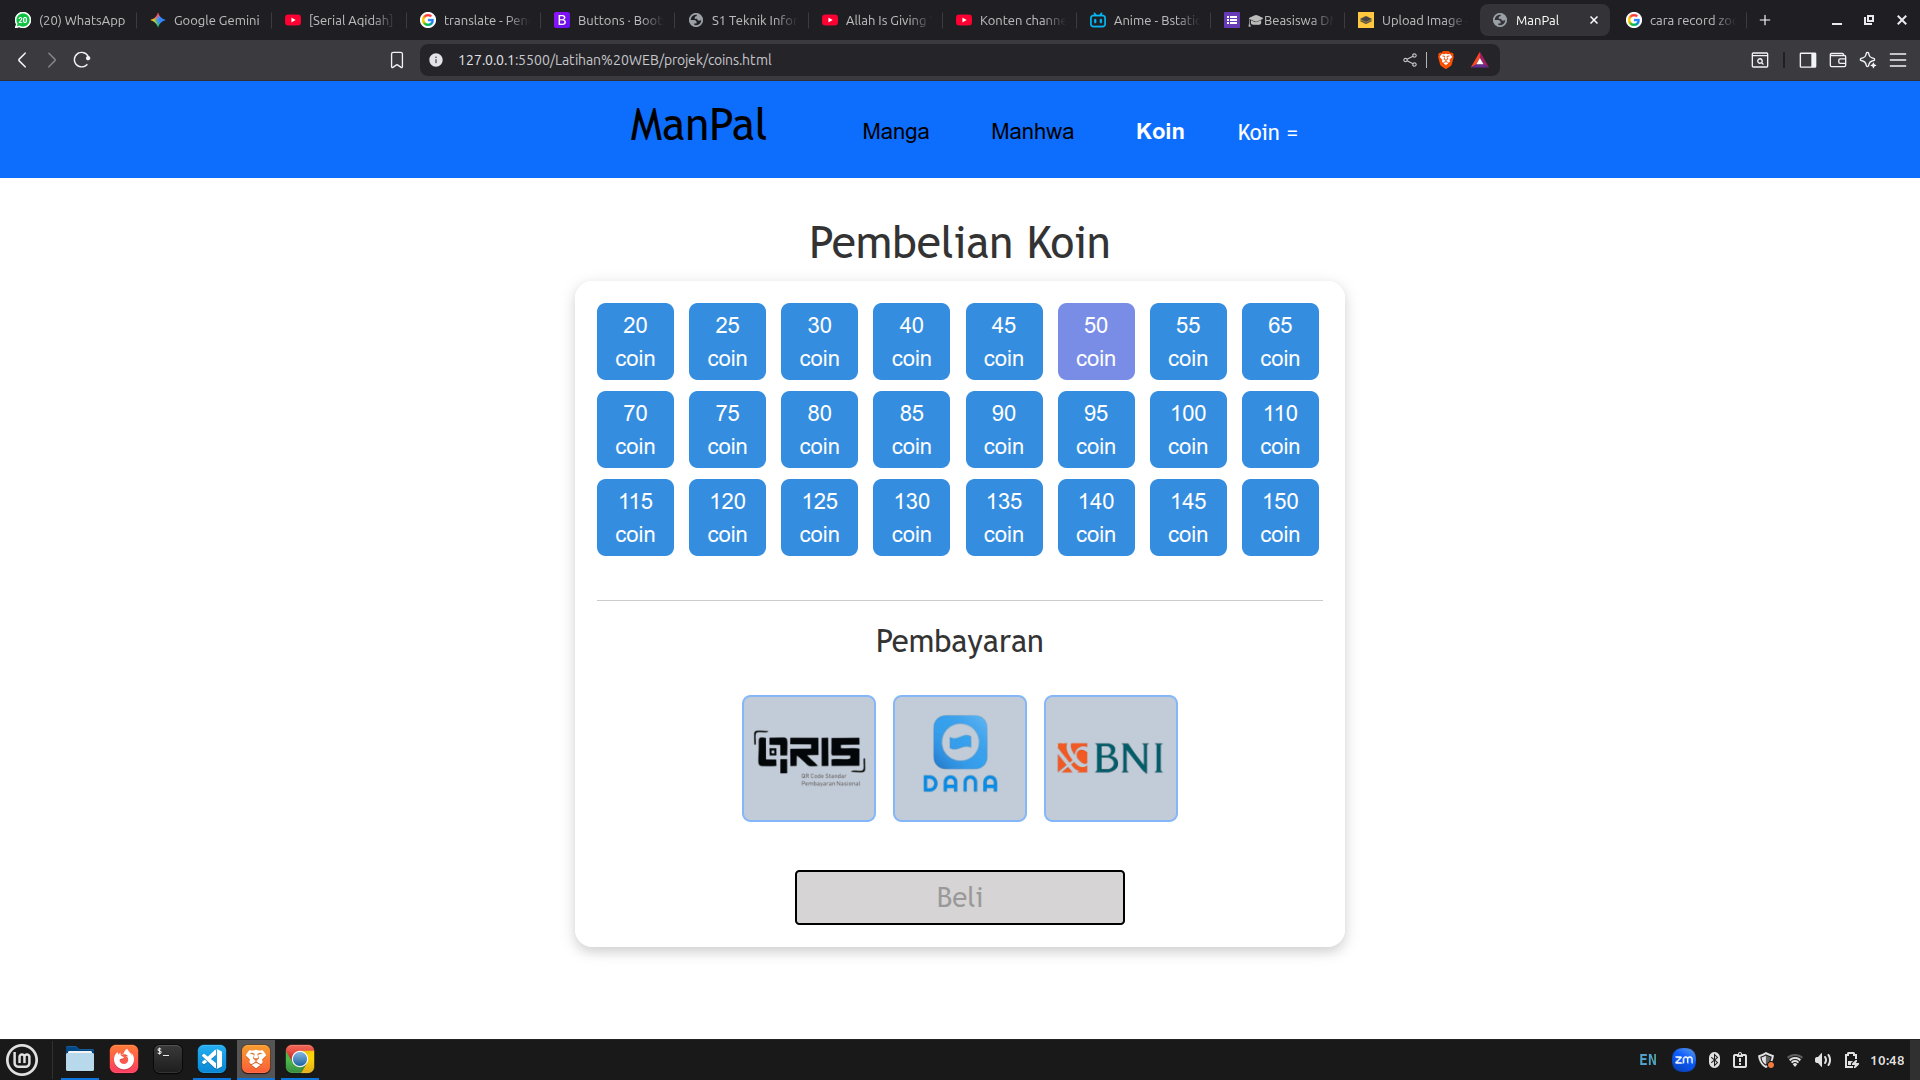 (20) WhatsApp
Google Gemini
[Serial Aqidah]
translate - Pen
Buttons · Boot
S1 Teknik Infor
Allah Is Giving
Konten channe
Anime - Bstatio
🎓Beasiswa D
Upload Image
ManPal
cara record zo
127.0.0.1:5500/Latihan%20WEB/projek/coins.html
ManPal
Manga
Manhwa
Koin
Koin =
Pembelian Koin
20 coin
25 coin
30 coin
40 coin
45 coin
50 coin
55 coin
65 coin
70 coin
75 coin
80 coin
85 coin
90 coin
95 coin
100 coin
110 coin
115 coin
120 coin
125 coin
130 coin
135 coin
140 coin
145 coin
150 coin
Pembayaran
QRIS
QR Code Standar
Pembayaran Nasional
DANA
BNI
Beli
EN
zm
10:48